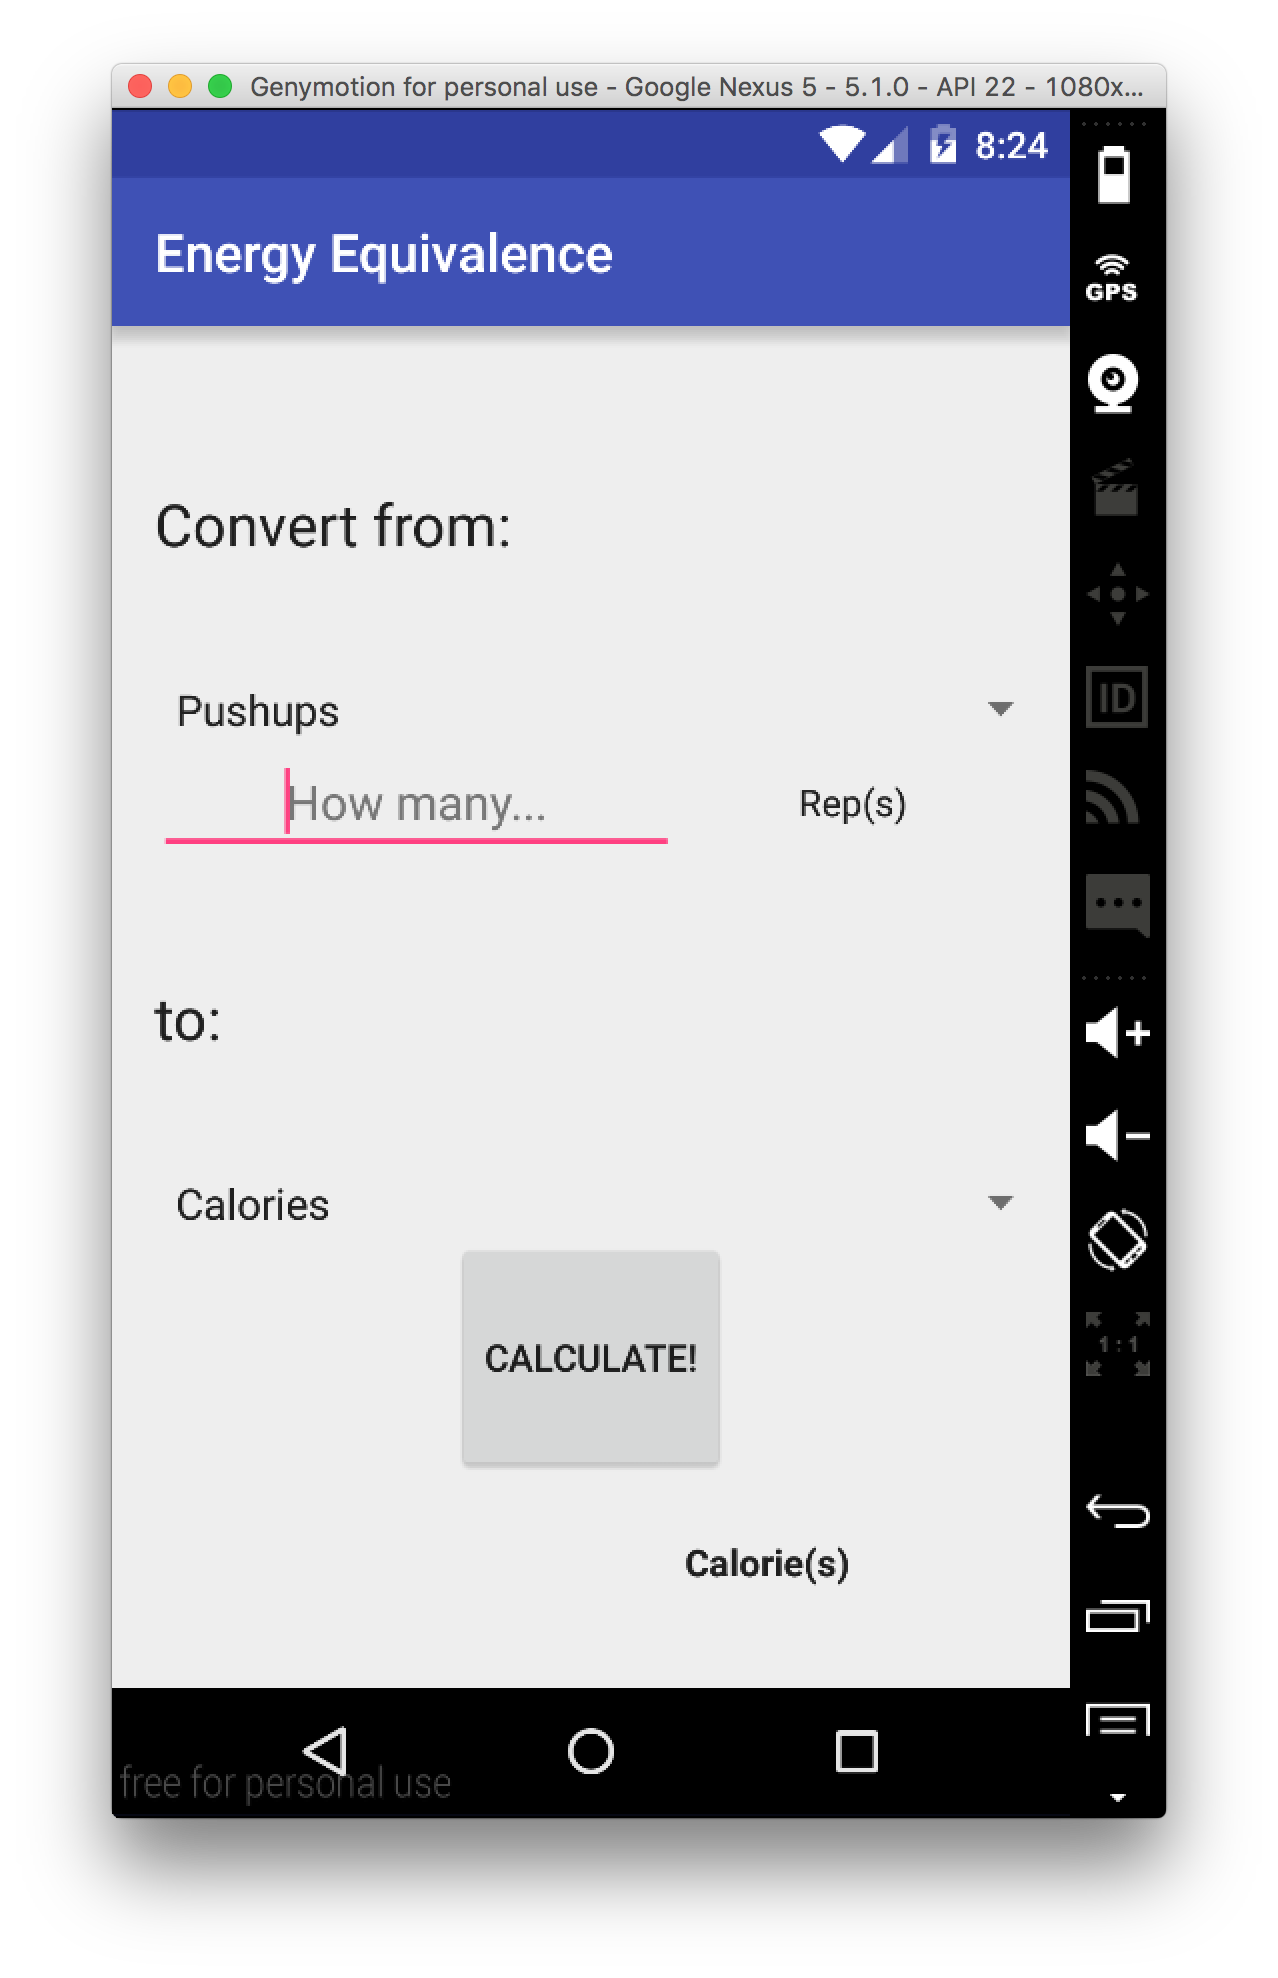 Genymotion for personal use - Google Nexus 5 - 5.1.0 - API 22 - 1080x...
8:24
Energy Equivalence
GPS
Convert from:
ID
Pushups
How many...
Rep(s)
to:
Calories
1:1
CALCULATE!
Calorie(s)
free for personal use